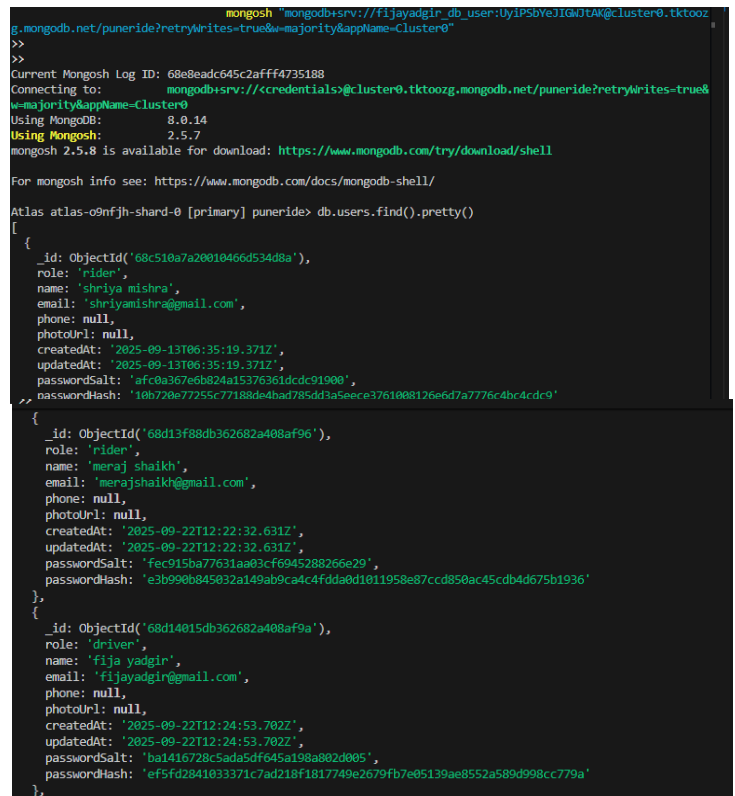 mongosh "mongodb+srv://fijayadgir_db_user:UyiPSbYeJIGWJtAK@cluster0.tktooz
g.mongodb.net/puneride?retryWrites=true&w=majority&appName=Cluster0"
>>
>>
Current Mongosh Log ID: 68e8eadc645c2afff4735188
Connecting to: mongodb+srv://<credentials>@cluster0.tktoozg.mongodb.net/puneride?retryWrites=true&
w=majority&appName=Cluster0
Using MongoDB: 8.0.14
Using Mongosh: 2.5.7
mongosh 2.5.8 is available for download: https://www.mongodb.com/try/download/shell
For mongosh info see: https://www.mongodb.com/docs/mongodb-shell/
Atlas atlas-o9nfjh-shard-0 [primary] puneride> db.users.find().pretty()
[
{
_id: ObjectId('68c510a7a20010466d534d8a'),
role: 'rider',
name: 'shriya mishra',
email: 'shriyamishra@gmail.com',
phone: null,
photoUrl: null,
createdAt: '2025-09-13T06:35:19.371Z',
updatedAt: '2025-09-13T06:35:19.371Z',
passwordSalt: 'afc0a367e6b824a15376361dcdc91900',
passwordHash: '10b720e77255c77188de4bad785dd3a5eece3761008126e6d7a7776c4bc4cdc9'
{
_id: ObjectId('68d13f88db362682a408af96'),
role: 'rider',
name: 'meraj shaikh',
email: 'merajshaikh@gmail.com',
phone: null,
photoUrl: null,
createdAt: '2025-09-22T12:22:32.631Z',
updatedAt: '2025-09-22T12:22:32.631Z',
passwordSalt: 'fec915ba77631aa03cf6945288266e29',
passwordHash: 'e3b990b845032a149ab9ca4c4fdda0d1011958e87ccd850ac45cdb4d675b1936'
},
{
_id: ObjectId('68d14015db362682a408af9a'),
role: 'driver',
name: 'fija yadgir',
email: 'fijayadgir@gmail.com',
phone: null,
photoUrl: null,
createdAt: '2025-09-22T12:24:53.702Z',
updatedAt: '2025-09-22T12:24:53.702Z',
passwordSalt: 'ba1416728c5ada5df645a198a802d005',
passwordHash: 'ef5fd2841033371c7ad218f1817749e2679fb7e05139ae8552a589d998cc779a'
},